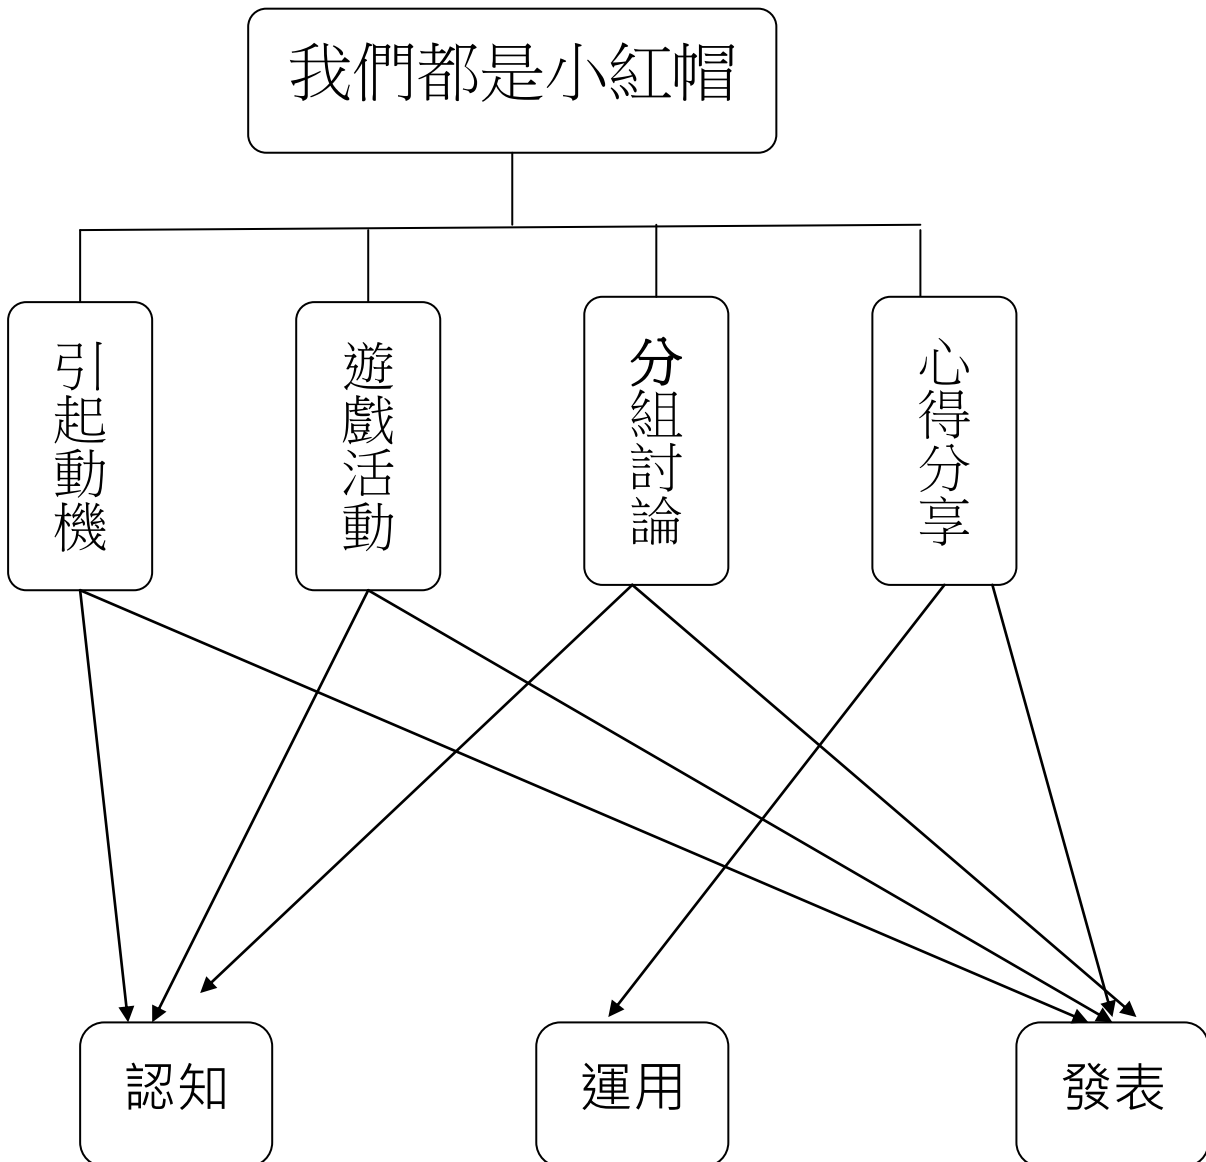 我們都是小紅帽
引起動機
遊戲活動
分組討論
心得分享
認知
運用
發表